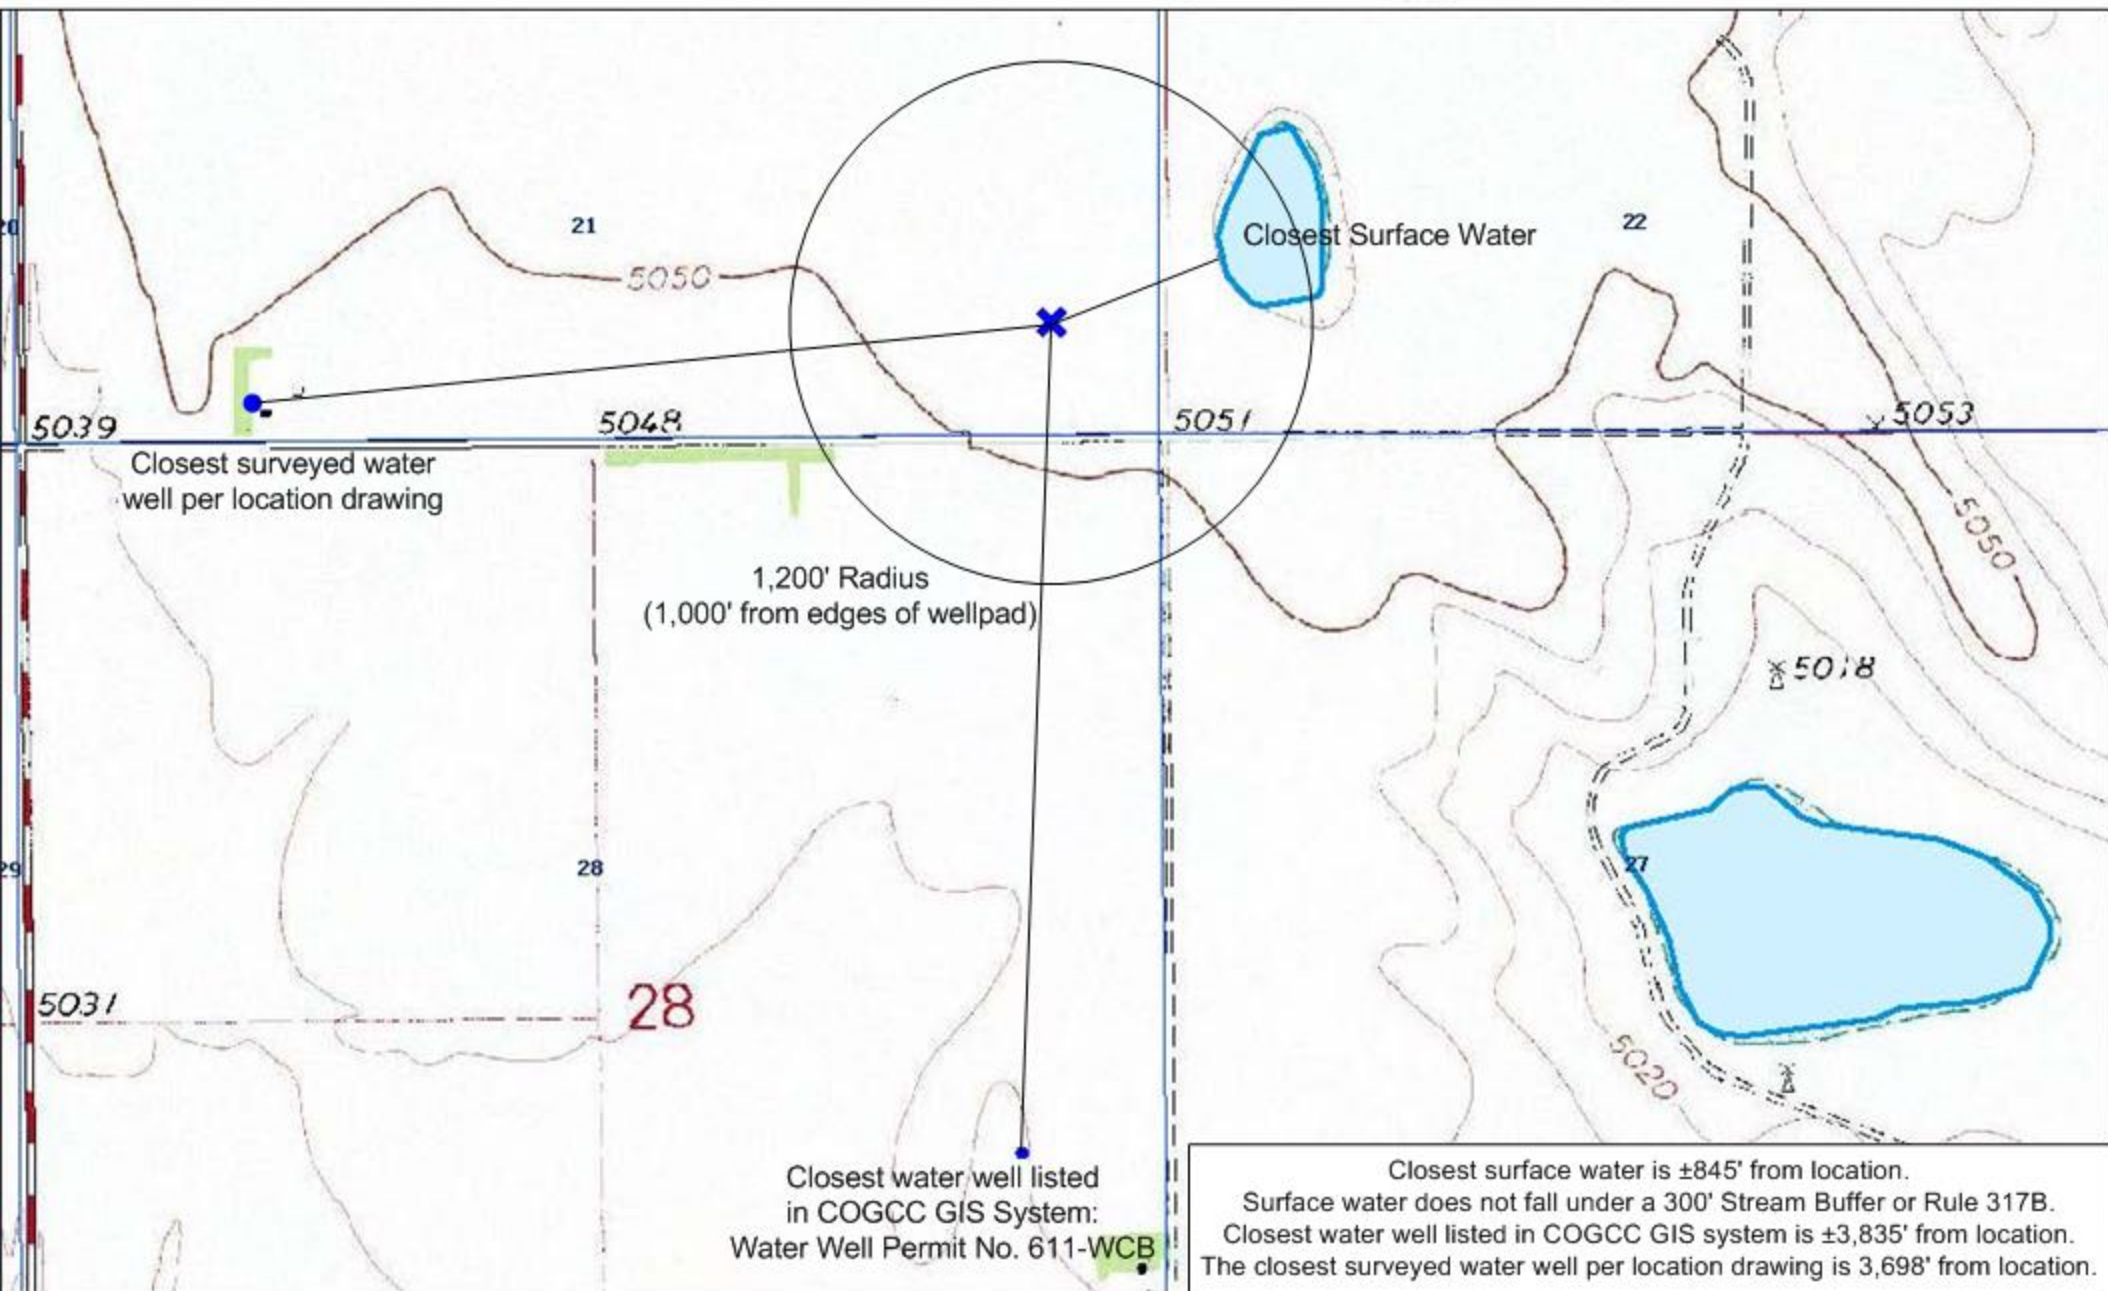 20
21
22
5050
Closest Surface Water
5039
5048
5051
5053
Closest surveyed water
well per location drawing
1,200' Radius
(1,000' from edges of wellpad)
5050
5018
29
28
27
5031
28
5020
Closest water well listed
in COGCC GIS System:
Water Well Permit No. 611-WCB
Closest surface water is ±845' from location.
Surface water does not fall under a 300' Stream Buffer or Rule 317B.
Closest water well listed in COGCC GIS system is ±3,835' from location.
The closest surveyed water well per location drawing is 3,698' from location.